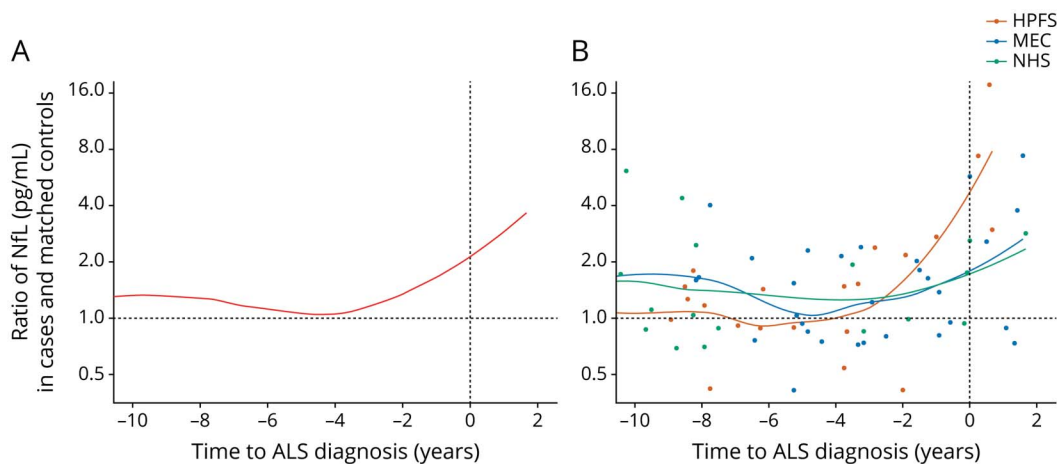 A
Ratio of NfL (pg/mL)
in cases and matched controls
16.0
8.0
4.0
2.0
1.0
0.5
–10
–8
–6
–4
–2
0
2
Time to ALS diagnosis (years)
B
HPFS
MEC
NHS
16.0
8.0
4.0
2.0
1.0
0.5
–10
–8
–6
–4
–2
0
2
Time to ALS diagnosis (years)